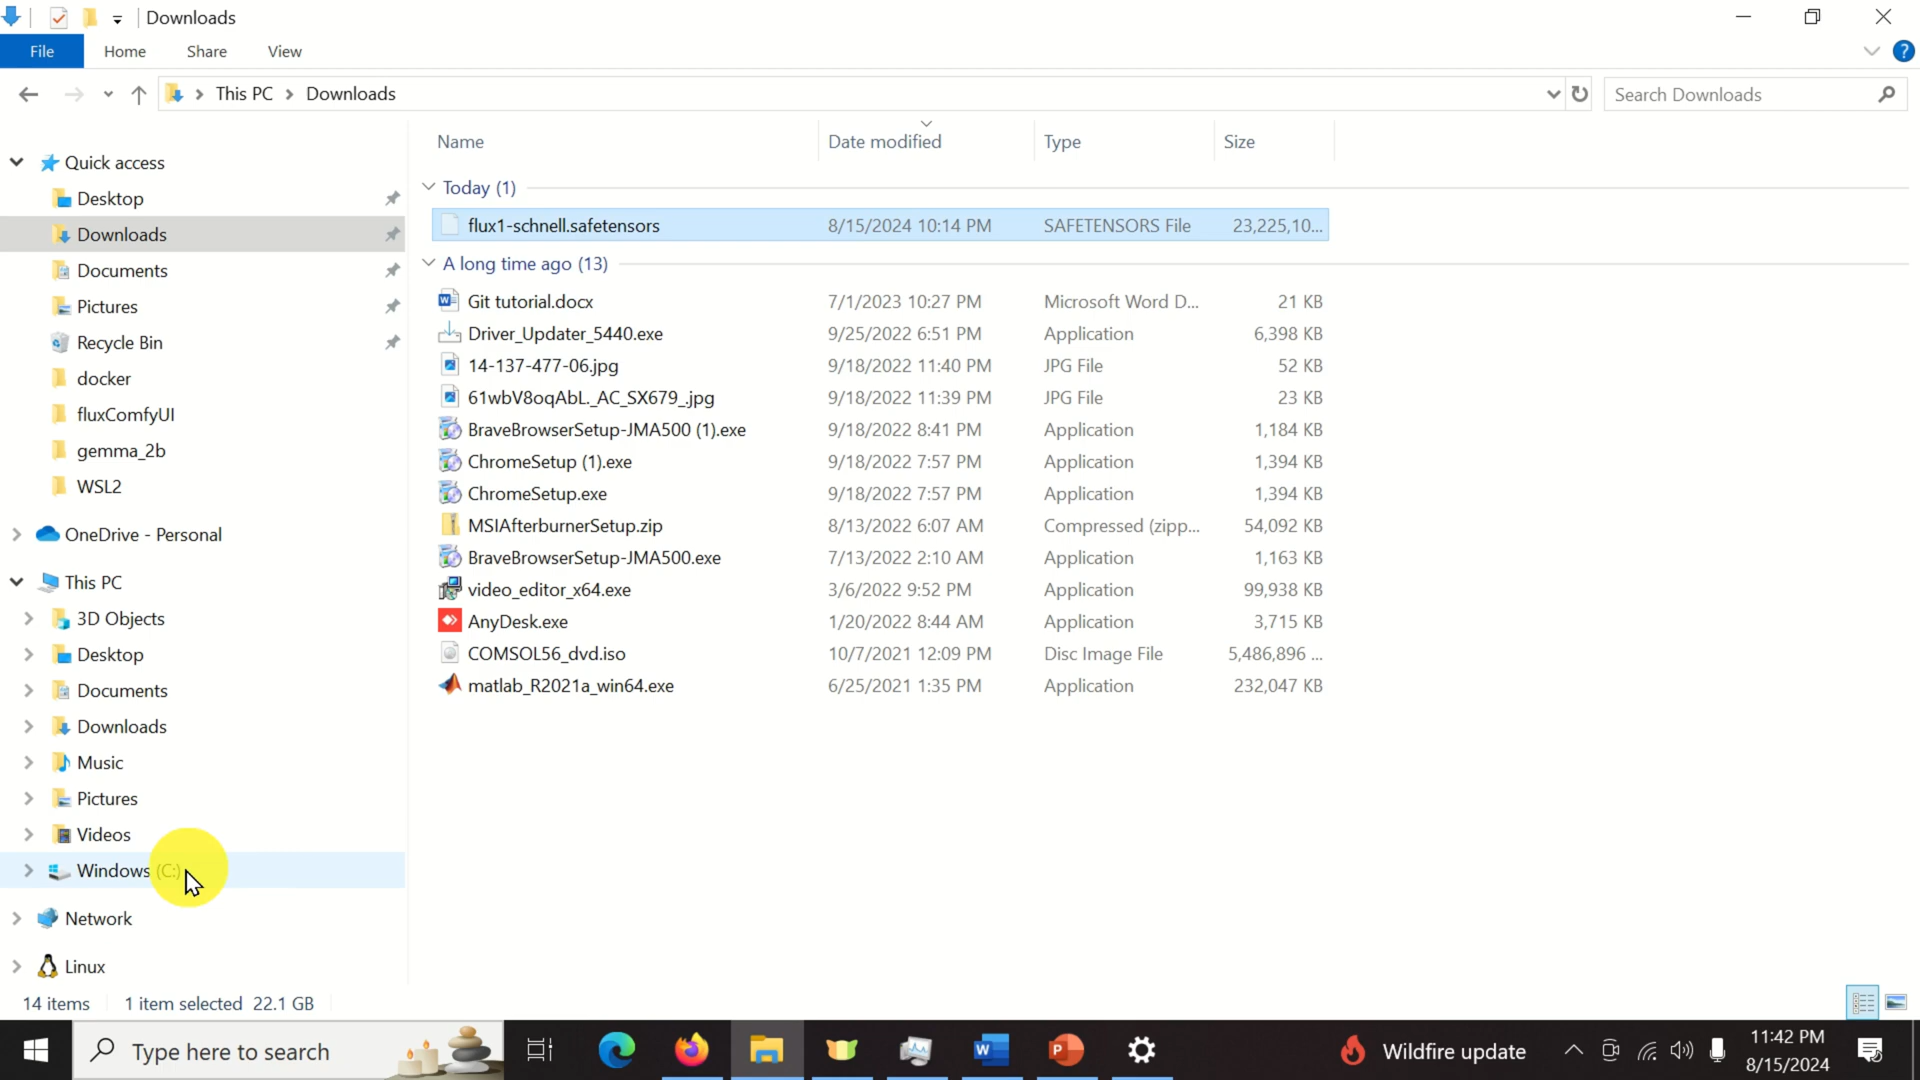 Downloads
File Home Share View
This PC Downloads
Search Downloads
Name Date modified Type Size
Quick access
Desktop
Downloads
Documents
Pictures
Recycle Bin
docker
fluxComfyUI
gemma_2b
WSL2
OneDrive - Personal
This PC
3D Objects
Desktop
Documents
Downloads
Music
Pictures
Videos
Windows (C:)
Network
Linux
Today (1)
flux1-schnell.safetensors 8/15/2024 10:14 PM SAFETENSORS File 23,225,10...
A long time ago (13)
Git tutorial.docx 7/1/2023 10:27 PM Microsoft Word D... 21 KB
Driver_Updater_5440.exe 9/25/2022 6:51 PM Application 6,398 KB
14-137-477-06.jpg 9/18/2022 11:40 PM JPG File 52 KB
61wbV8oqAbL._AC_SX679_.jpg 9/18/2022 11:39 PM JPG File 23 KB
BraveBrowserSetup-JMA500 (1).exe 9/18/2022 8:41 PM Application 1,184 KB
ChromeSetup (1).exe 9/18/2022 7:57 PM Application 1,394 KB
ChromeSetup.exe 9/18/2022 7:57 PM Application 1,394 KB
MSIAfterburnerSetup.zip 8/13/2022 6:07 AM Compressed (zipp... 54,092 KB
BraveBrowserSetup-JMA500.exe 7/13/2022 2:10 AM Application 1,163 KB
video_editor_x64.exe 3/6/2022 9:52 PM Application 99,938 KB
AnyDesk.exe 1/20/2022 8:44 AM Application 3,715 KB
COMSOL56_dvd.iso 10/7/2021 12:09 PM Disc Image File 5,486,896 ...
matlab_R2021a_win64.exe 6/25/2021 1:35 PM Application 232,047 KB
14 items 1 item selected 22.1 GB
Type here to search
Wildfire update
11:42 PM
8/15/2024